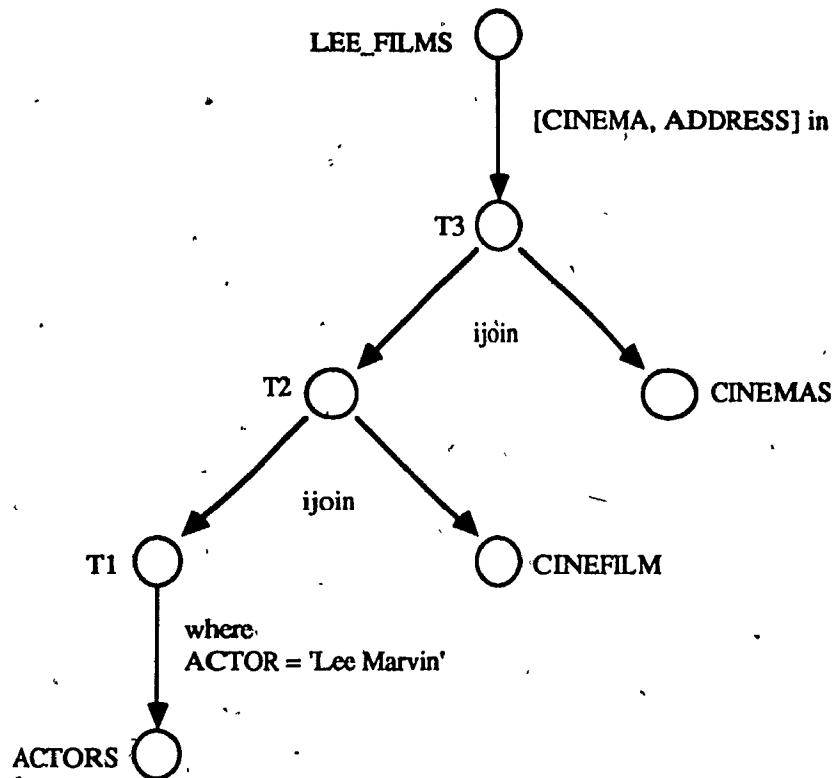 LEE_FILMS
[CINEMA, ADDRESS] in
T3
ijoin
T2
CINEMAS
ijoin
T1
CINEFILM
where
ACTOR = 'Lee Marvin'
ACTORS